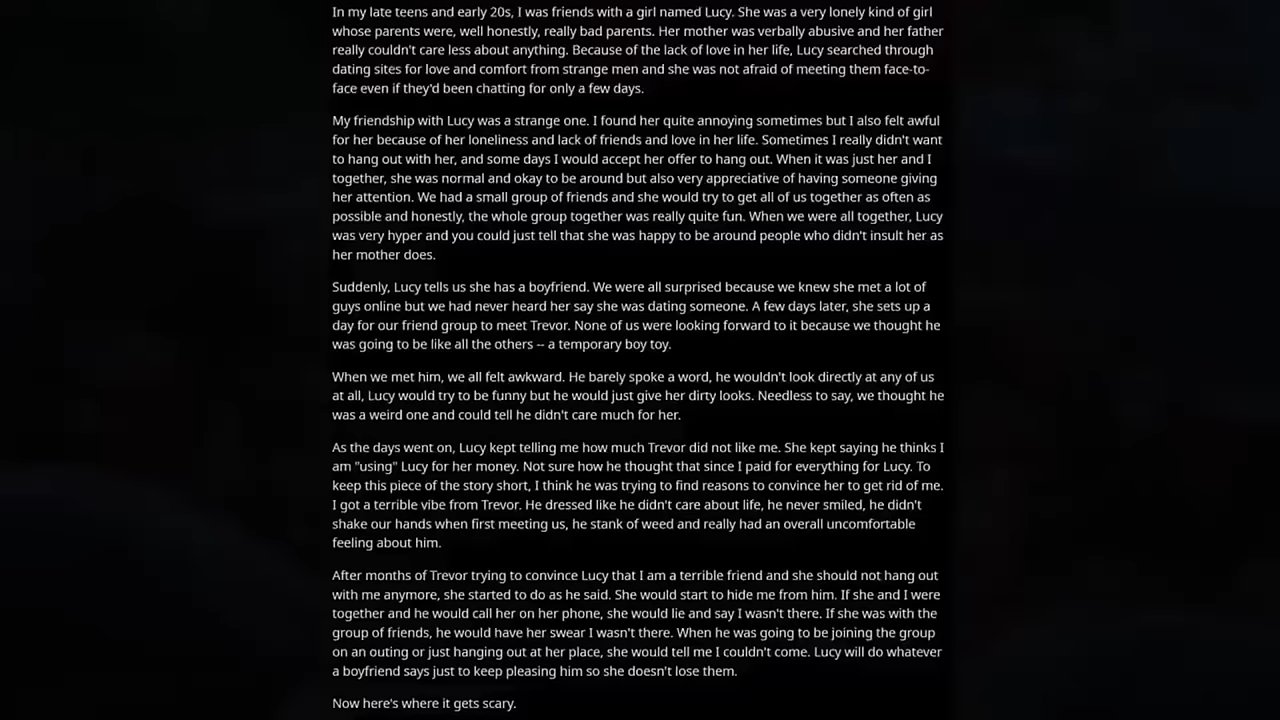 In my late teens and early 20s, I was friends with a girl named Lucy. She was a very lonely kind of girl
whose parents were, well honestly, really bad parents. Her mother was verbally abusive and her father
really couldn't care less about anything. Because of the lack of love in her life, Lucy searched through
dating sites for love and comfort from strange men and she was not afraid of meeting them face-to-
face even if they'd been chatting for only a few days.
My friendship with Lucy was a strange one. I found her quite annoying sometimes but I also felt awful
for her because of her loneliness and lack of friends and love in her life. Sometimes I really didn't want
to hang out with her, and some days I would accept her offer to hang out. When it was just her and I
together, she was normal and okay to be around but also very appreciative of having someone giving
her attention. We had a small group of friends and she would try to get all of us together as often as
possible and honestly, the whole group together was really quite fun. When we were all together, Lucy
was very hyper and you could just tell that she was happy to be around people who didn't insult her as
her mother does.
Suddenly, Lucy tells us she has a boyfriend. We were all surprised because we knew she met a lot of
guys online but we had never heard her say she was dating someone. A few days later, she sets up a
day for our friend group to meet Trevor. None of us were looking forward to it because we thought he
was going to be like all the others -- a temporary boy toy.
When we met him, we all felt awkward. He barely spoke a word, he wouldn't look directly at any of us
at all, Lucy would try to be funny but he would just give her dirty looks. Needless to say, we thought he
was a weird one and could tell he didn't care much for her.
As the days went on, Lucy kept telling me how much Trevor did not like me. She kept saying he thinks I
am "using" Lucy for her money. Not sure how he thought that since I paid for everything for Lucy. To
keep this piece of the story short, I think he was trying to find reasons to convince her to get rid of me.
I got a terrible vibe from Trevor. He dressed like he didn't care about life, he never smiled, he didn't
shake our hands when first meeting us, he stank of weed and really had an overall uncomfortable
feeling about him.
After months of Trevor trying to convince Lucy that I am a terrible friend and she should not hang out
with me anymore, she started to do as he said. She would start to hide me from him. If she and I were
together and he would call her on her phone, she would lie and say I wasn't there. If she was with the
group of friends, he would have her swear I wasn't there. When he was going to be joining the group
on an outing or just hanging out at her place, she would tell me I couldn't come. Lucy will do whatever
a boyfriend says just to keep pleasing him so she doesn't lose them.
Now here's where it gets scary.